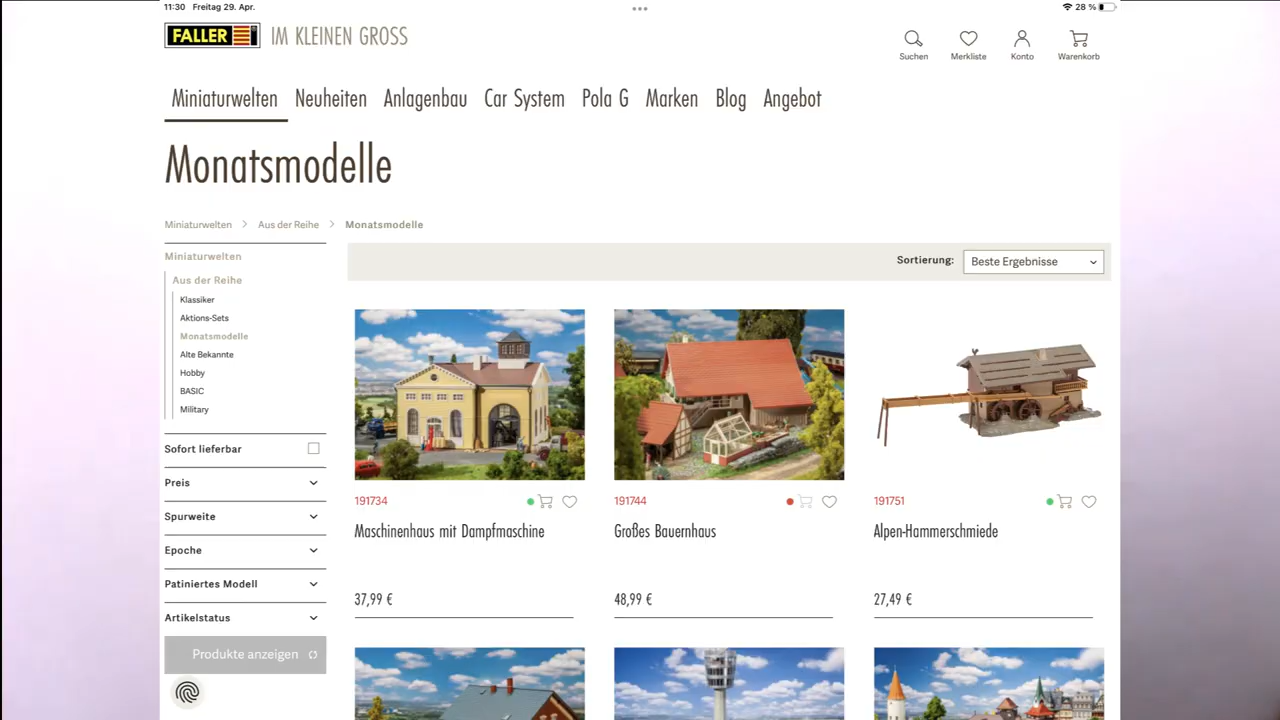 11:30 Freitag 29. Apr.
28 %
FALLER
IM KLEINEN GROSS
Suchen
Merkliste
Konto
Warenkorb
Miniaturwelten
Neuheiten
Anlagenbau
Car System
Pola G
Marken
Blog
Angebot
Monatsmodelle
Miniaturwelten > Aus der Reihe > Monatsmodelle
Miniaturwelten
Aus der Reihe
Klassiker
Aktions-Sets
Monatsmodelle
Alte Bekannte
Hobby
BASIC
Military
Sofort lieferbar
Preis
Spurweite
Epoche
Patiniertes Modell
Artikelstatus
Produkte anzeigen
Sortierung:
Beste Ergebnisse
191734
Maschinenhaus mit Dampfmaschine
37,99 €
191744
Großes Bauernhaus
48,99 €
191751
Alpen-Hammerschmiede
27,49 €